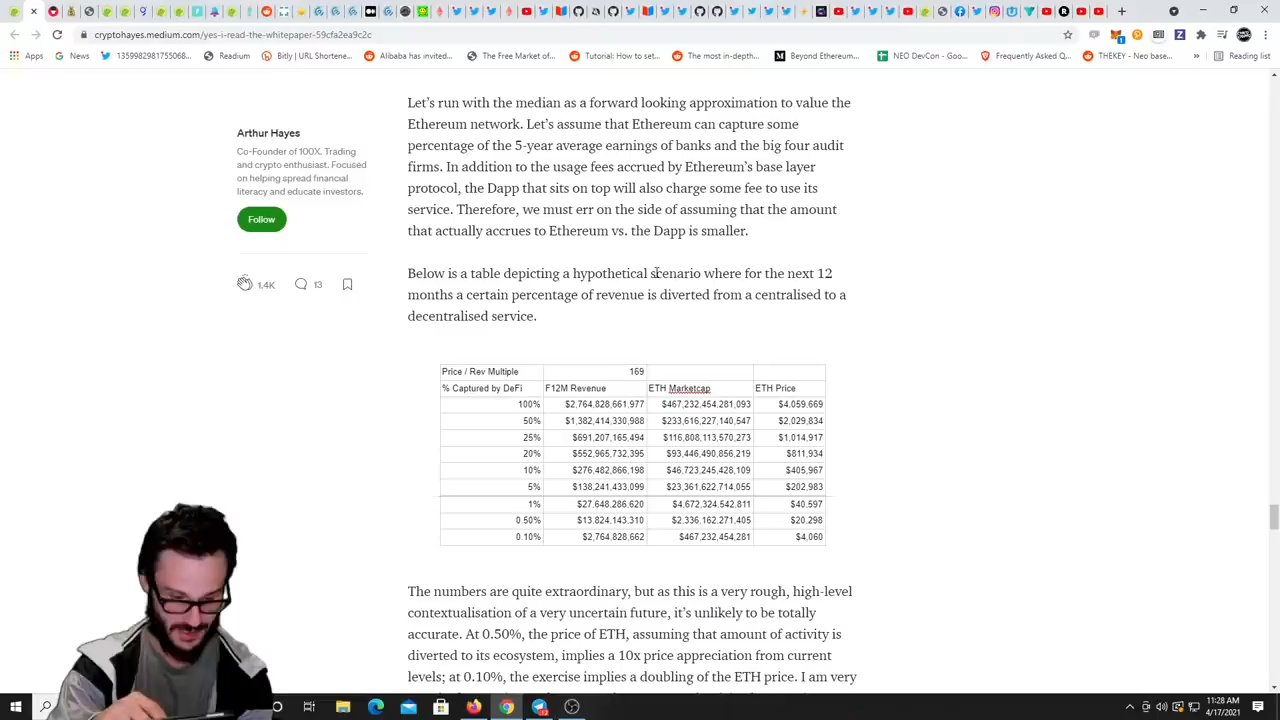 cryptohayes.medium.com/yes-i-read-the-whitepaper-59cfa2ea9c2c
Apps
News
1359982981755068...
Readium
Bitly | URL Shortene...
Alibaba has invited...
The Free Market of...
Tutorial: How to set...
The most in-depth...
Beyond Ethereum...
NEO DevCon - Goo...
Frequently Asked Q...
THEKEY - Neo base...
»
Reading list
Let's run with the median as a forward looking approximation to value the
Ethereum network. Let's assume that Ethereum can capture some
percentage of the 5-year average earnings of banks and the big four audit
firms. In addition to the usage fees accrued by Ethereum's base layer
protocol, the Dapp that sits on top will also charge some fee to use its
service. Therefore, we must err on the side of assuming that the amount
that actually accrues to Ethereum vs. the Dapp is smaller.
Arthur Hayes
Co-Founder of 100X. Trading
and crypto enthusiast. Focused
on helping spread financial
literacy and educate investors.
Follow
1.4K 13
Below is a table depicting a hypothetical scenario where for the next 12
months a certain percentage of revenue is diverted from a centralised to a
decentralised service.
Price / Rev Multiple 169
% Captured by DeFi F12M Revenue ETH Marketcap ETH Price
100% $2,764,828,661,977 $467,232,454,281,093 $4,059,669
50% $1,382,414,330,988 $233,616,227,140,547 $2,029,834
25% $691,207,165,494 $116,808,113,570,273 $1,014,917
20% $552,965,732,395 $93,446,490,856,219 $811,934
10% $276,482,866,198 $46,723,245,428,109 $405,967
5% $138,241,433,099 $23,361,622,714,055 $202,983
1% $27,648,286,620 $4,672,324,542,811 $40,597
0.50% $13,824,143,310 $2,336,162,271,405 $20,298
0.10% $2,764,828,662 $467,232,454,281 $4,060
The numbers are quite extraordinary, but as this is a very rough, high-level
contextualisation of a very uncertain future, it's unlikely to be totally
accurate. At 0.50%, the price of ETH, assuming that amount of activity is
diverted to its ecosystem, implies a 10x price appreciation from current
levels; at 0.10%, the exercise implies a doubling of the ETH price. I am very
11:28 AM
4/17/2021